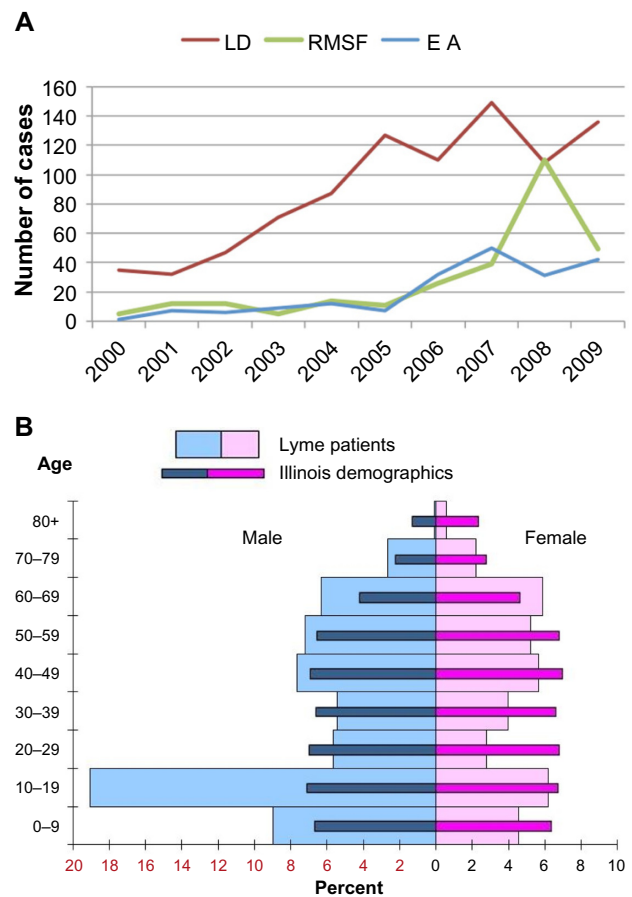 A
LD RMSF E A
Number of cases
160
140
120
100
80
60
40
20
0
2000 2001 2002 2003 2004 2005 2006 2007 2008 2009
B
Lyme patients
Illinois demographics
Age
Male Female
80+
70–79
60–69
50–59
40–49
30–39
20–29
10–19
0–9
20 18 16 14 12 10 8 6 4 2 0 2 4 6 8 10
Percent